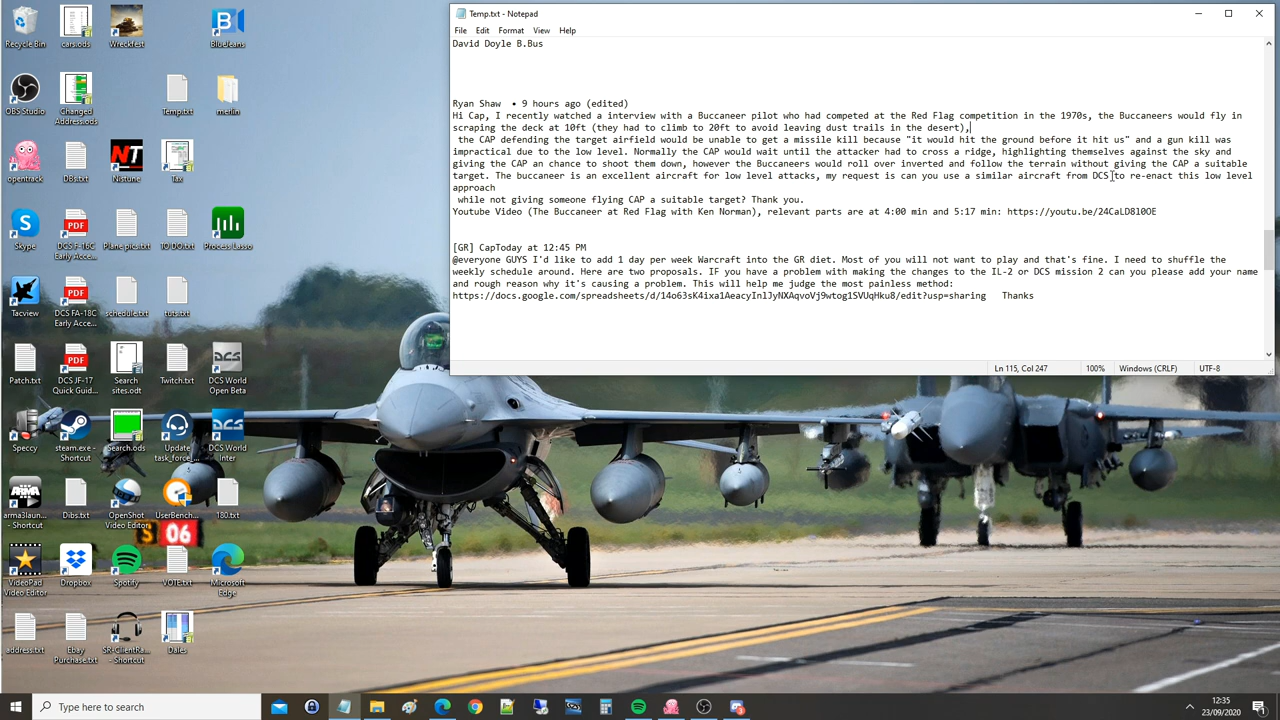 Temp.txt - Notepad
File Edit Format View Help
David Doyle B.Bus
Ryan Shaw • 9 hours ago (edited)
Hi Cap, I recently watched a interview with a Buccaneer pilot who had competed at the Red Flag competition in the 1970s, the Buccaneers would fly in
scraping the deck at 10ft (they had to climb to 20ft to avoid leaving dust trails in the desert),
the CAP defending the target airfield would be unable to get a missile kill because "it would hit the ground before it hit us" and a gun kill was
impractical due to the low level. Normally the CAP would wait until the attacker had to cross a ridge, highlighting themselves against the sky and
giving the CAP an chance to shoot them down, however the Buccaneers would roll over inverted and follow the terrain without giving the CAP a suitable
target. The buccaneer is an excellent aircraft for low level attacks, my request is can you use a similar aircraft from DCS to re-enact this low level
approach
while not giving someone flying CAP a suitable target? Thank you.
Youtube Video (The Buccaneer at Red Flag with Ken Norman), relevant parts are at 4:00 min and 5:17 min: https://youtu.be/24CaLD8lOOE
[GR] CapToday at 12:45 PM
@everyone GUYS I'd like to add 1 day per week Warcraft into the GR diet. Most of you will not want to play and that's fine. I need to shuffle the
weekly schedule around. Here are two proposals. IF you have a problem with making the changes to the IL-2 or DCS mission 2 can you please add your name
and rough reason why it's causing a problem. This will help me judge the most painless method:
https://docs.google.com/spreadsheets/d/14o63sK4ixa1AeacyInlJyNXAqvoVj9wtog1SVUqHku8/edit?usp=sharing Thanks
Ln 115, Col 247 100% Windows (CRLF) UTF-8
Recycle Bin cars.ods Wreckfest BlueJeans
OBS Studio Changed Address.ods Temp.txt merlin
opentrack DBs.txt Nistune Tax
Skype DCS F-16C Early Acce... Plane pics.txt TO DO.txt Process Lasso
Tacview DCS FA-18C Early Acce... schedule.txt tuts.txt
Patch.txt DCS JF-17 Quick Guid... Search sites.odt Twitch.txt DCS World Open Beta
Speccy steam.exe - Shortcut Search.ods Update task_force_... DCS World Inter
arma3laun... - Shortcut Dibs.txt OpenShot Video Editor UserBench... 180.txt
S 06
VideoPad Video Editor Dropbox Spotify VOTE.txt Microsoft Edge
address.txt Ebay Purchase.txt SR-ClientRa... - Shortcut Dales
Type here to search
12:35
23/09/2020